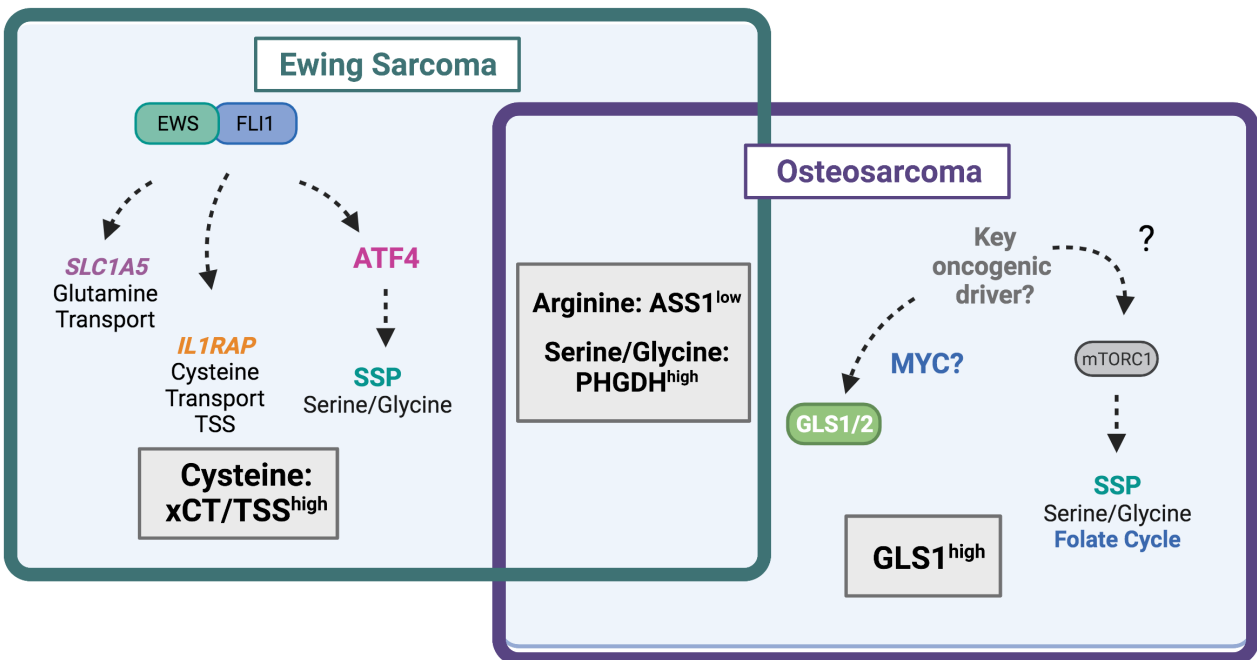 Ewing Sarcoma
EWS
FLI1
SLC1A5
Glutamine
Transport
IL1RAP
Cysteine
Transport
TSS
ATF4
SSP
Serine/Glycine
Cysteine:
xCT/TSShigh
Arginine: ASS1low
Serine/Glycine:
PHGDHhigh
Osteosarcoma
Key
oncogenic
driver?
?
MYC?
GLS1/2
mTORC1
SSP
Serine/Glycine
Folate Cycle
GLS1high